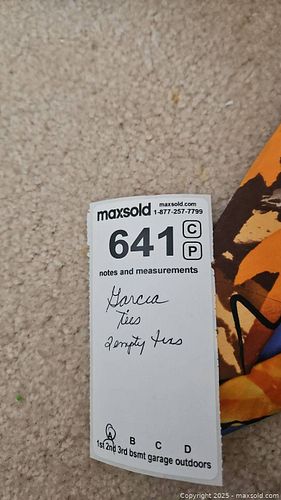 maxsold maxsold.com
1-877-257-7799
641 C
P
notes and measurements
Garcia
Ties
2 empty
A B C D
1st 2nd 3rd bsmt garage outdoors
Copyright 2025 - maxsold.com